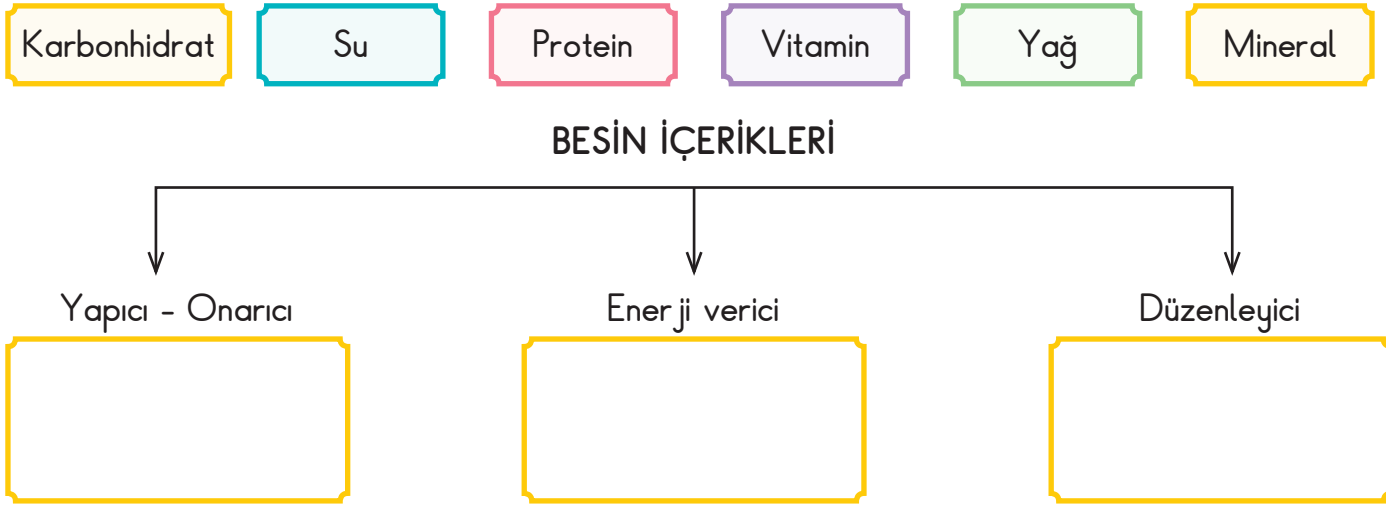 Karbonhidrat Su Protein Vitamin Yağ Mineral
BESİN İÇERİKLERİ
Yapıcı - Onarıcı Enerji verici Düzenleyici